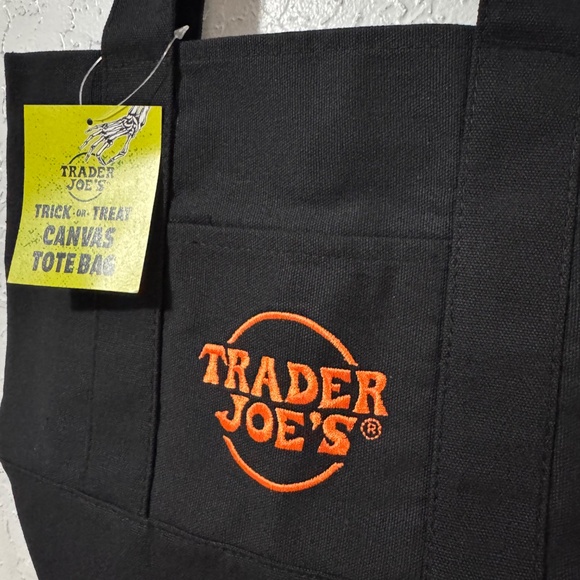 TRADER
JOE'S
TRICK OR TREAT
CANVAS
TOTE BAG
TRADER
JOE'S®